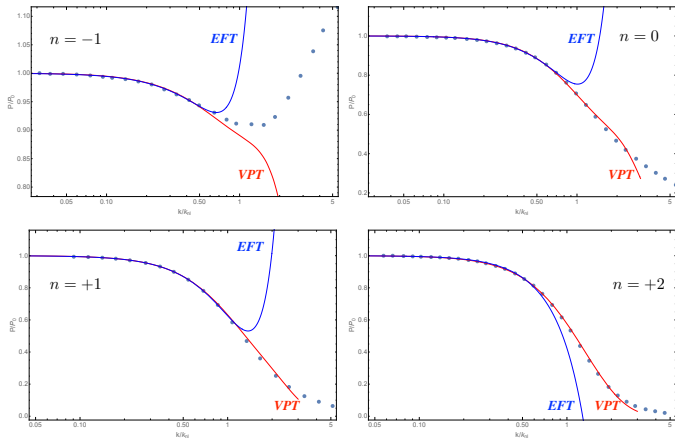 n = −1
EFT
VPT
P/P₀
1.05
1.00
0.95
0.90
0.85
0.80
0.05
0.10
0.50
1
k/kₙₗ
n = 0
EFT
VPT
P/P₀
1.0
0.8
0.6
0.4
0.2
0.05
0.10
0.50
1
5
k/kₙₗ
n = +1
EFT
VPT
P/P₀
1.0
0.8
0.6
0.4
0.2
0.0
0.05
0.10
0.50
1
5
k/kₙₗ
n = +2
EFT
VPT
P/P₀
1.0
0.8
0.6
0.4
0.2
0.0
0.05
0.10
0.50
1
5
k/kₙₗ